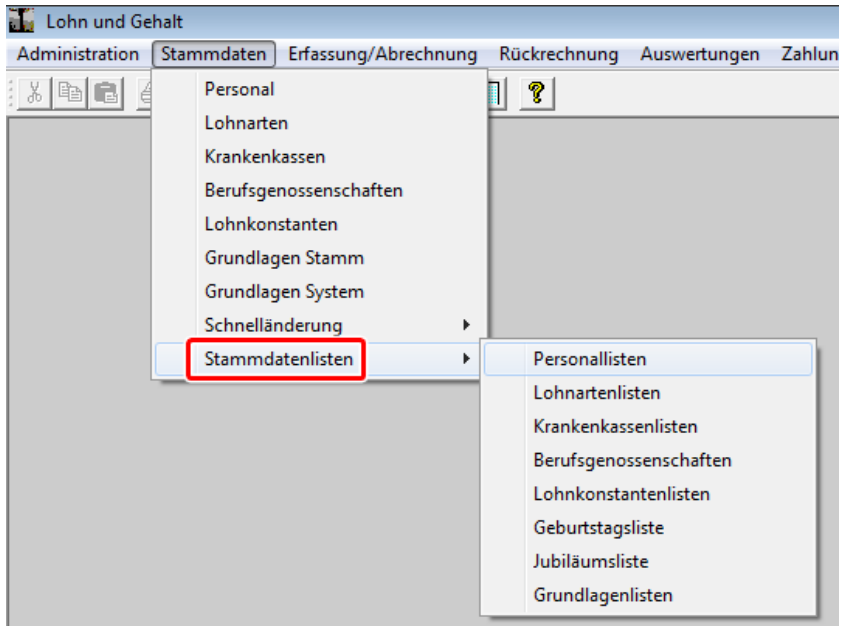 Lohn und Gehalt
Administration Stammdaten Erfassung/Abrechnung Rückrechnung Auswertungen Zahlun
Personal
Lohnarten
Krankenkassen
Berufsgenossenschaften
Lohnkonstanten
Grundlagen Stamm
Grundlagen System
Schnelländerung
Stammdatenlisten
Personallisten
Lohnartenlisten
Krankenkassenlisten
Berufsgenossenschaften
Lohnkonstantenlisten
Geburtstagsliste
Jubiläumsliste
Grundlagenlisten